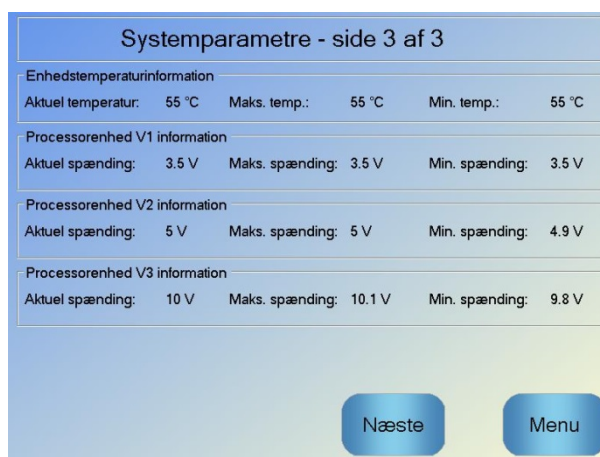 Systemparametre - side 3 af 3
Enhedstemperaturinformation
Aktuel temperatur: 55 °C Maks. temp.: 55 °C Min. temp.: 55 °C
Processorenhed V1 information
Aktuel spænding: 3.5 V Maks. spænding: 3.5 V Min. spænding: 3.5 V
Processorenhed V2 information
Aktuel spænding: 5 V Maks. spænding: 5 V Min. spænding: 4.9 V
Processorenhed V3 information
Aktuel spænding: 10 V Maks. spænding: 10.1 V Min. spænding: 9.8 V
Næste Menu